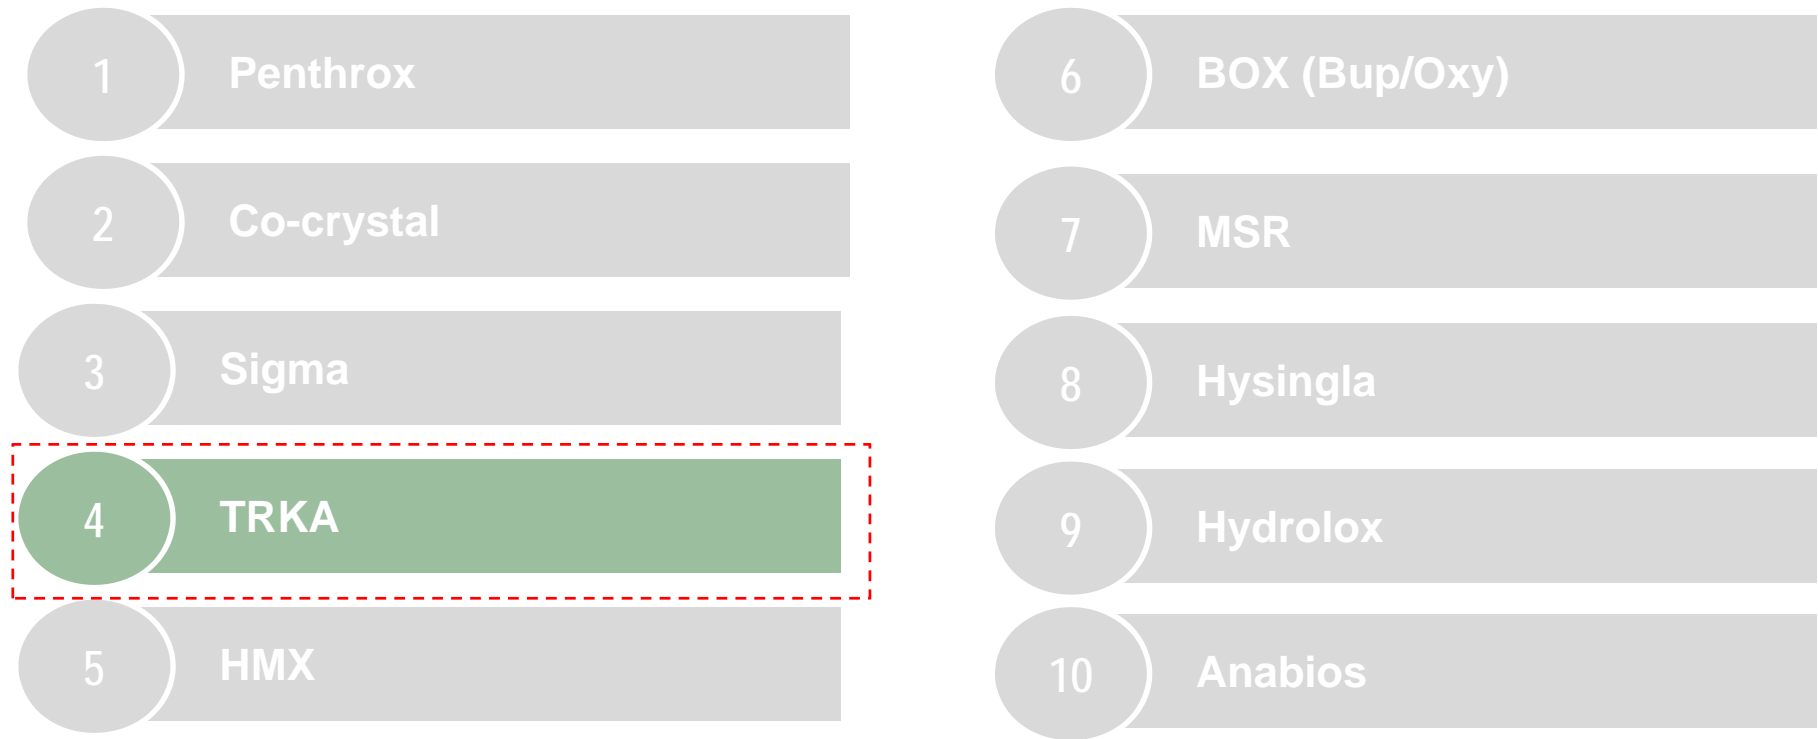 1 Penthrox
2 Co-crystal
3 Sigma
4 TRKA
5 HMX
6 BOX (Bup/Oxy)
7 MSR
8 Hysingla
9 Hydrolox
10 Anabios